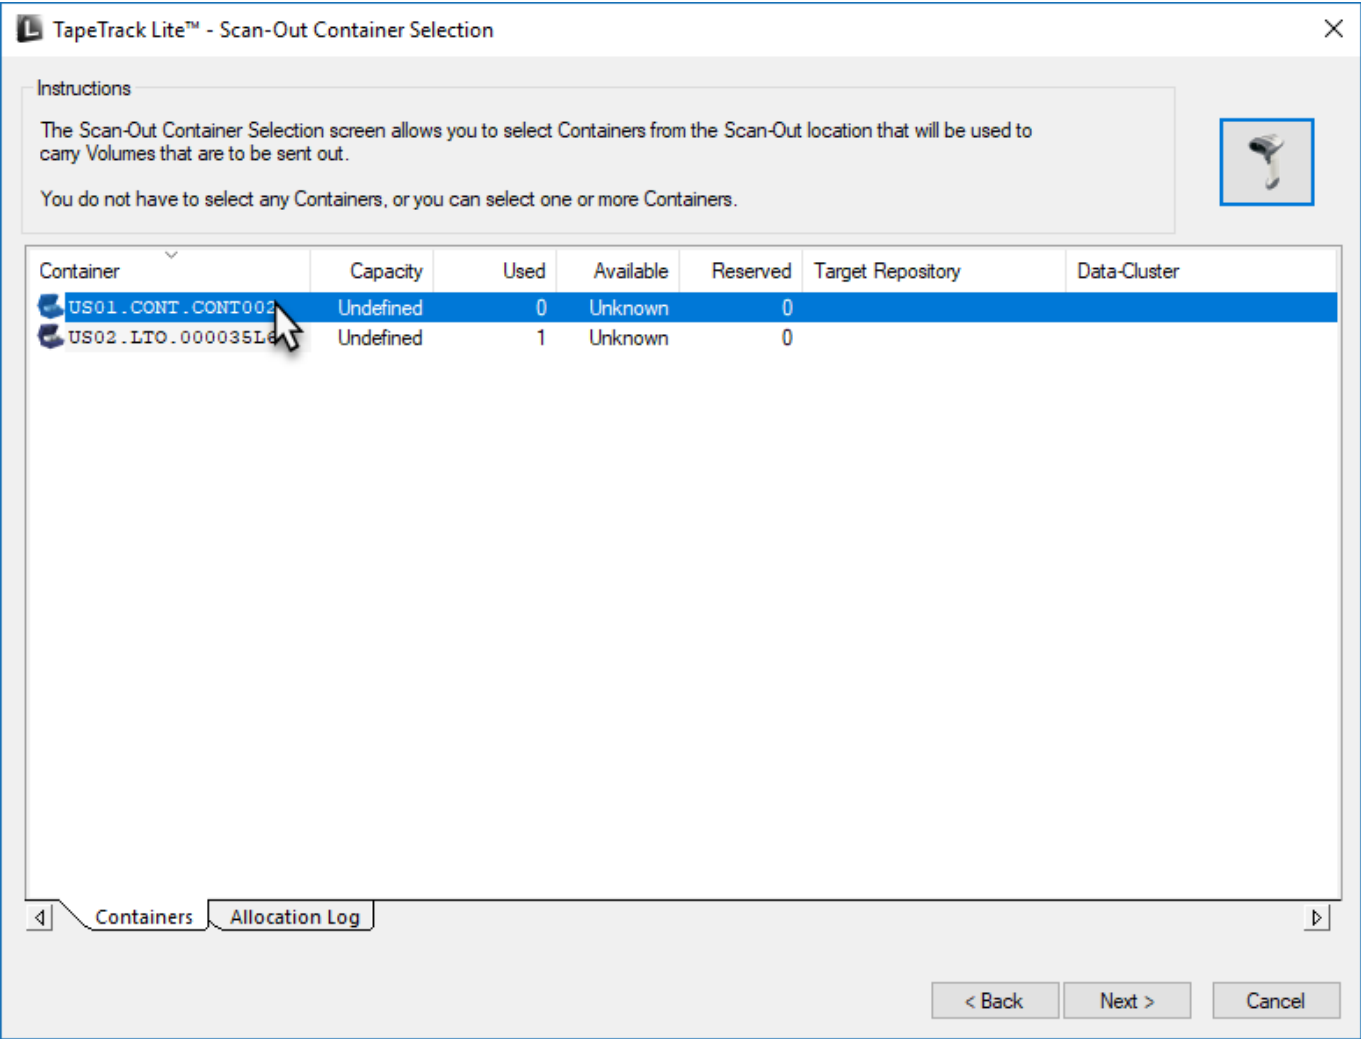 L TapeTrack Lite™ - Scan-Out Container Selection
Instructions
The Scan-Out Container Selection screen allows you to select Containers from the Scan-Out location that will be used to
carry Volumes that are to be sent out.
You do not have to select any Containers, or you can select one or more Containers.
Container Capacity Used Available Reserved Target Repository Data-Cluster
US01.CONT.CONT002 Undefined 0 Unknown 0
US02.LTO.000035L Undefined 1 Unknown 0
Containers Allocation Log
< Back Next > Cancel